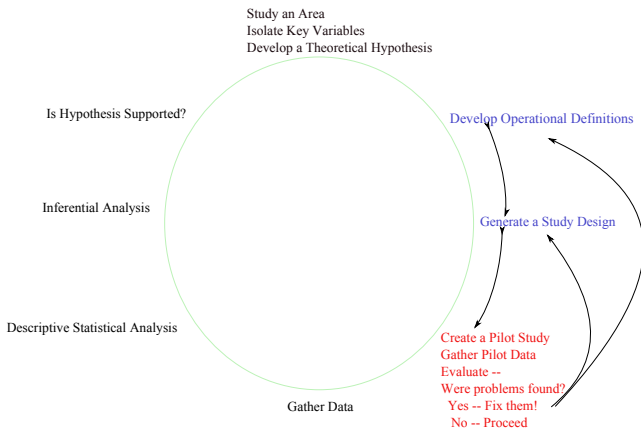 Study an Area
Isolate Key Variables
Develop a Theoretical Hypothesis
Develop Operational Definitions
Generate a Study Design
Create a Pilot Study
Gather Pilot Data
Evaluate --
Were problems found?
Yes -- Fix them!
No -- Proceed
Gather Data
Descriptive Statistical Analysis
Inferential Analysis
Is Hypothesis Supported?